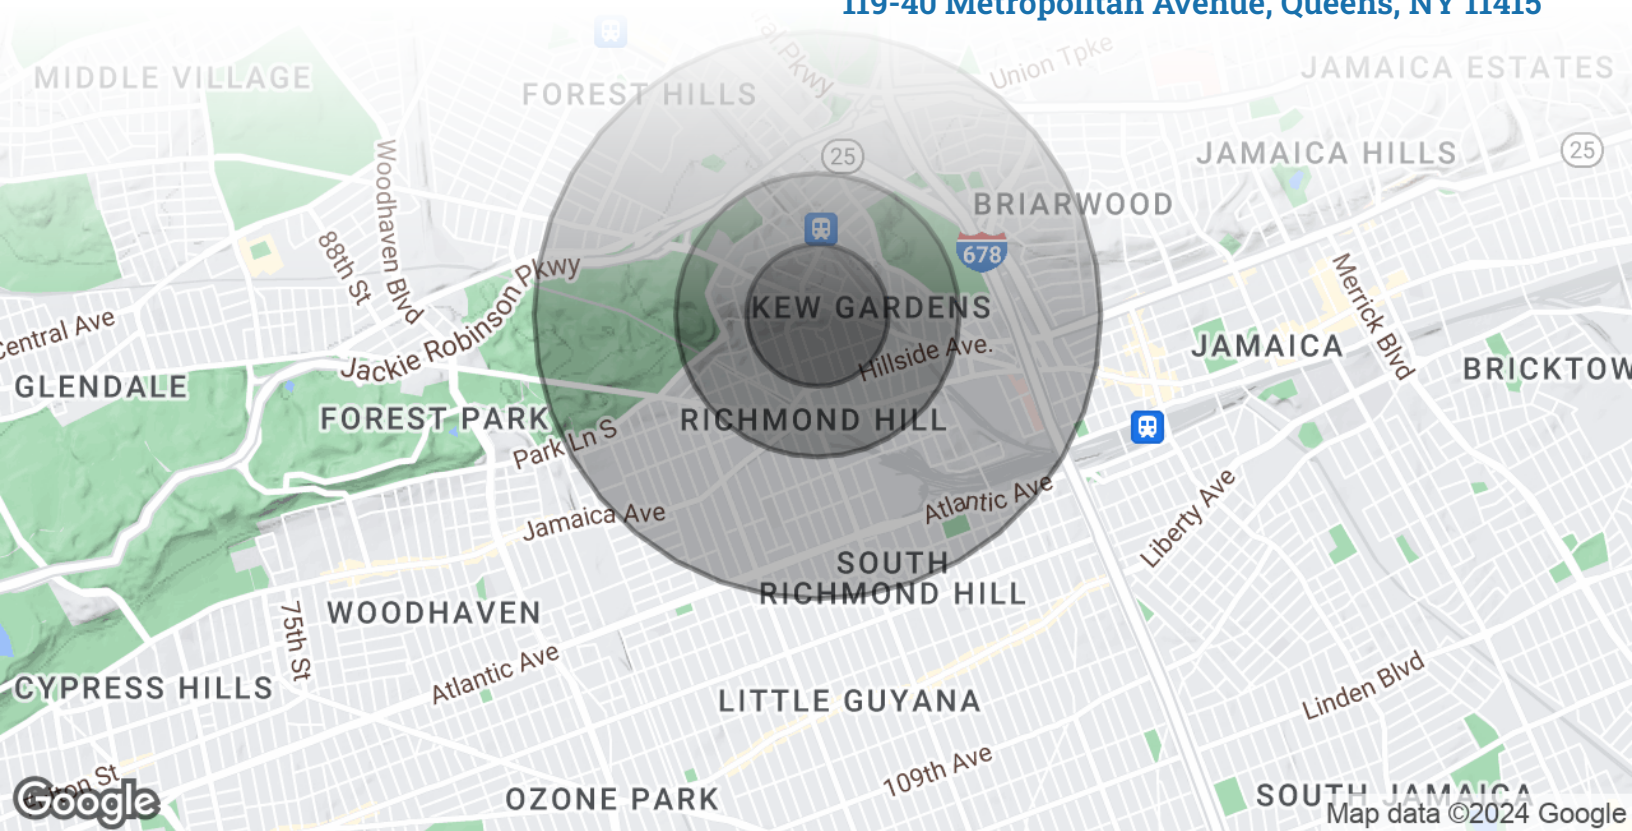 119-40 Metropolitan Avenue, Queens, NY 11415
Union Tpke
MIDDLE VILLAGE
FOREST HILLS
JAMAICA ESTATES
25
JAMAICA HILLS
25
Woodhaven Blvd
BRIARWOOD
88th St
678
Jackie Robinson Pkwy
KEW GARDENS
Merrick Blvd
Central Ave
Hillside Ave.
JAMAICA
GLENDALE
BRICKTOW
FOREST PARK
RICHMOND HILL
Park Ln S
Jamaica Ave
Atlantic Ave
Liberty Ave
SOUTH
RICHMOND HILL
WOODHAVEN
75th St
Atlantic Ave
CYPRESS HILLS
LITTLE GUYANA
Linden Blvd
109th Ave
OZONE PARK
SOUTH JAMAICA
Google
Map data ©2024 Google